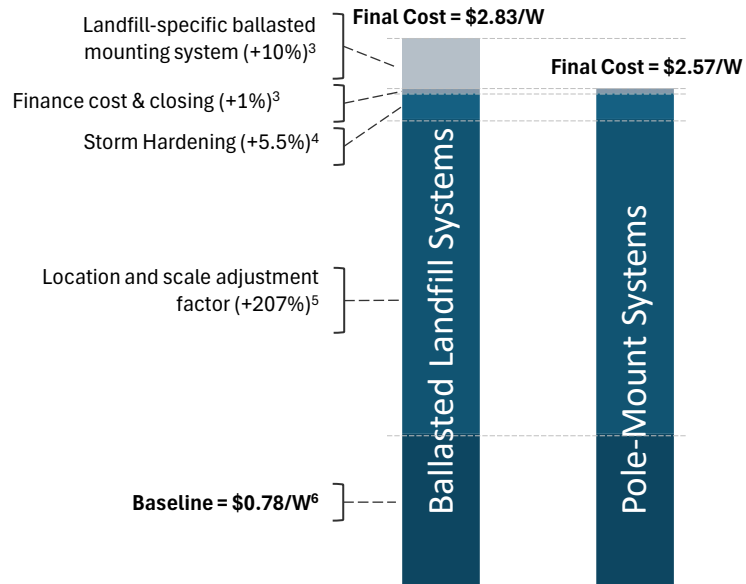 Final Cost = $2.83/W
Landfill-specific ballasted
mounting system (+10%)³
Final Cost = $2.57/W
Finance cost & closing (+1%)³
Storm Hardening (+5.5%)⁴
Location and scale adjustment
factor (+207%)⁵
Baseline = $0.78/W⁶
Ballasted Landfill Systems
Pole-Mount Systems